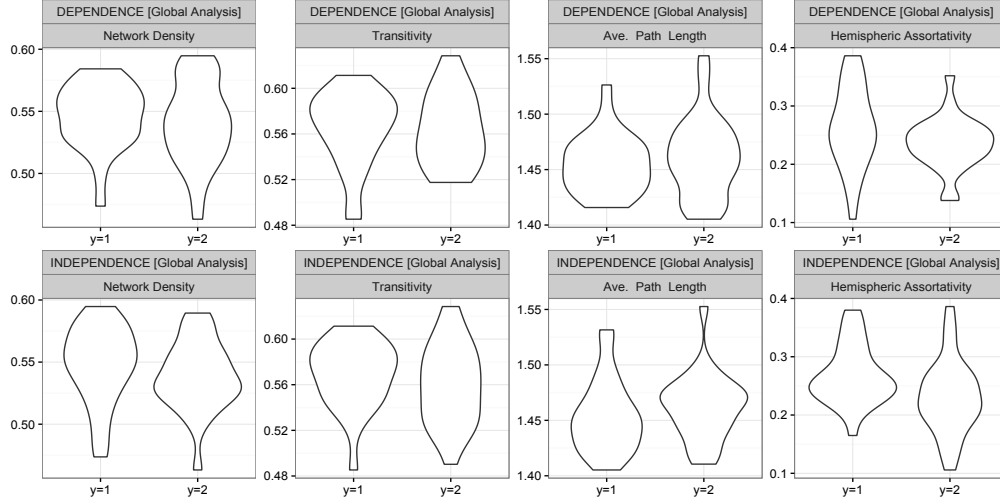 DEPENDENCE [Global Analysis] DEPENDENCE [Global Analysis] DEPENDENCE [Global Analysis] DEPENDENCE [Global Analysis]
Network Density Transitivity Ave. Path Length Hemispheric Assortativity
0.60 0.60 1.55 0.4
0.55 0.56 1.50 0.3
0.50 0.52 1.45 0.2
0.48 1.40 0.1
y=1 y=2 y=1 y=2 y=1 y=2 y=1 y=2
INDEPENDENCE [Global Analysis] INDEPENDENCE [Global Analysis] INDEPENDENCE [Global Analysis] INDEPENDENCE [Global Analysis]
Network Density Transitivity Ave. Path Length Hemispheric Assortativity
0.60 0.60 1.55 0.4
0.55 0.56 1.50 0.3
0.50 0.52 1.45 0.2
0.48 1.40 0.1
y=1 y=2 y=1 y=2 y=1 y=2 y=1 y=2